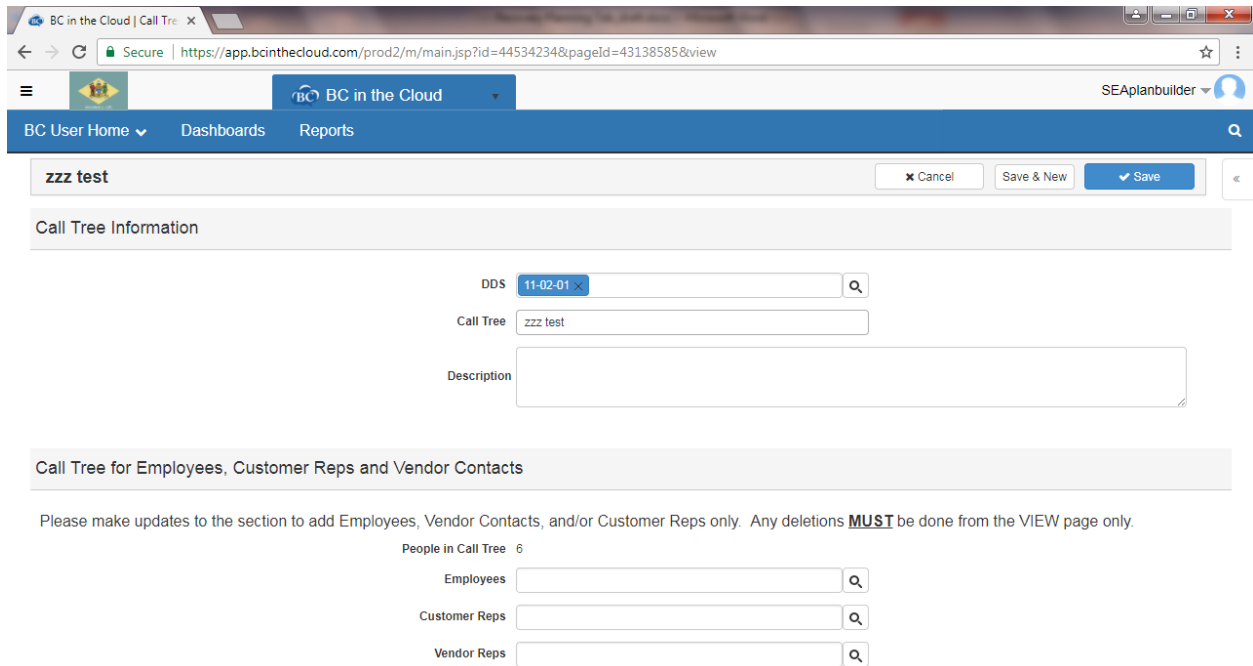 BC in the Cloud | Call Tre
Secure | https://app.bcinthecloud.com/prod2/m/main.jsp?id=44534234&pageId=43138585&view
BC BC in the Cloud
SEAplanbuilder
BC User Home Dashboards Reports
zzz test
Cancel Save & New Save
Call Tree Information
DDS 11-02-01
Call Tree zzz test
Description
Call Tree for Employees, Customer Reps and Vendor Contacts
Please make updates to the section to add Employees, Vendor Contacts, and/or Customer Reps only. Any deletions MUST be done from the VIEW page only.
People in Call Tree 6
Employees
Customer Reps
Vendor Reps